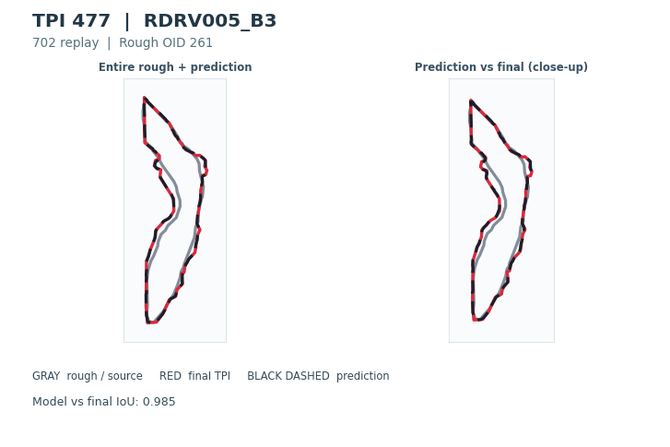 TPI 477 | RDRV005_B3
702 replay | Rough OID 261
Entire rough + prediction
Prediction vs final (close-up)
GRAY rough / source RED final TPI BLACK DASHED prediction
Model vs final IoU: 0.985